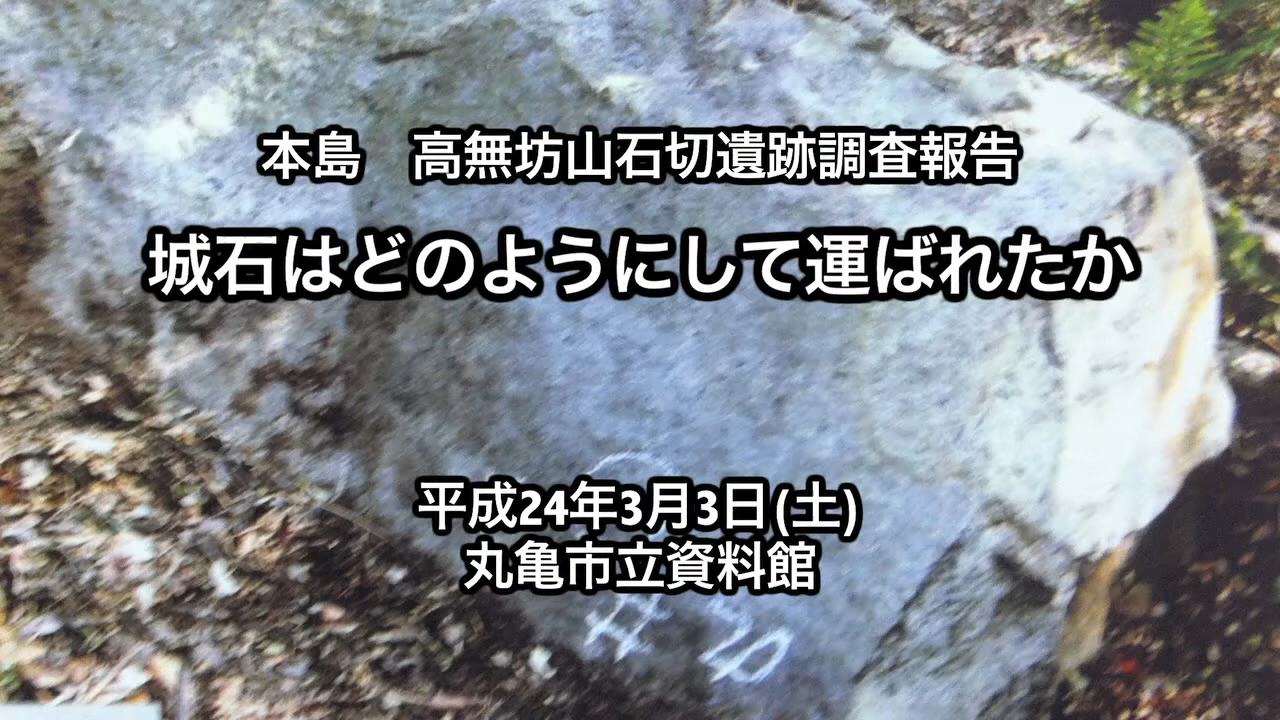 本島　高無坊山石切遺跡調査報告
城石はどのようにして運ばれたか
平成24年3月3日(土)
丸亀市立資料館